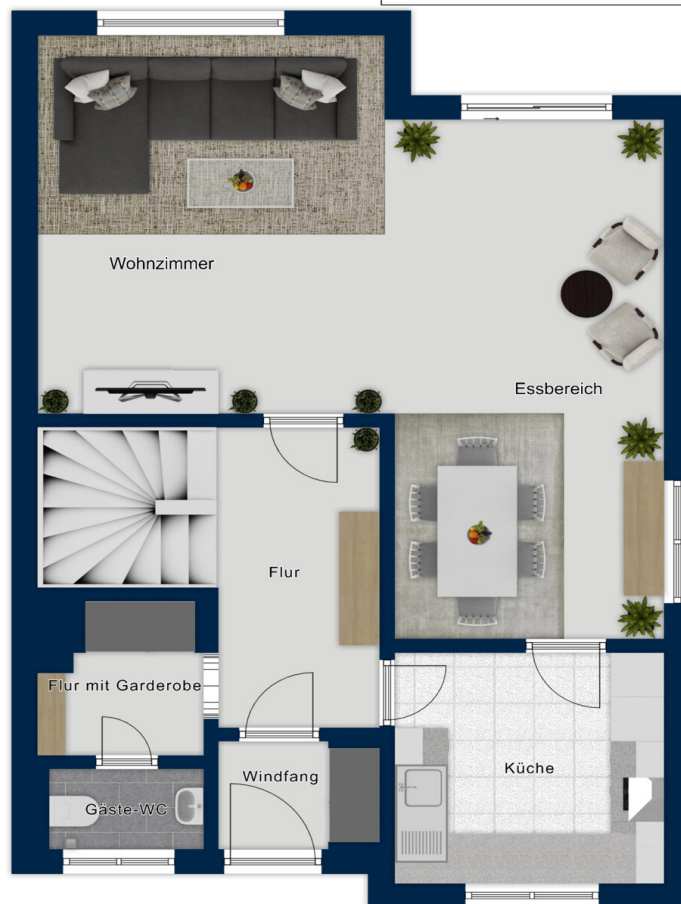 Wohnzimmer
Essbereich
Flur
Flur mit Garderobe
Windfang
Küche
Gäste-WC